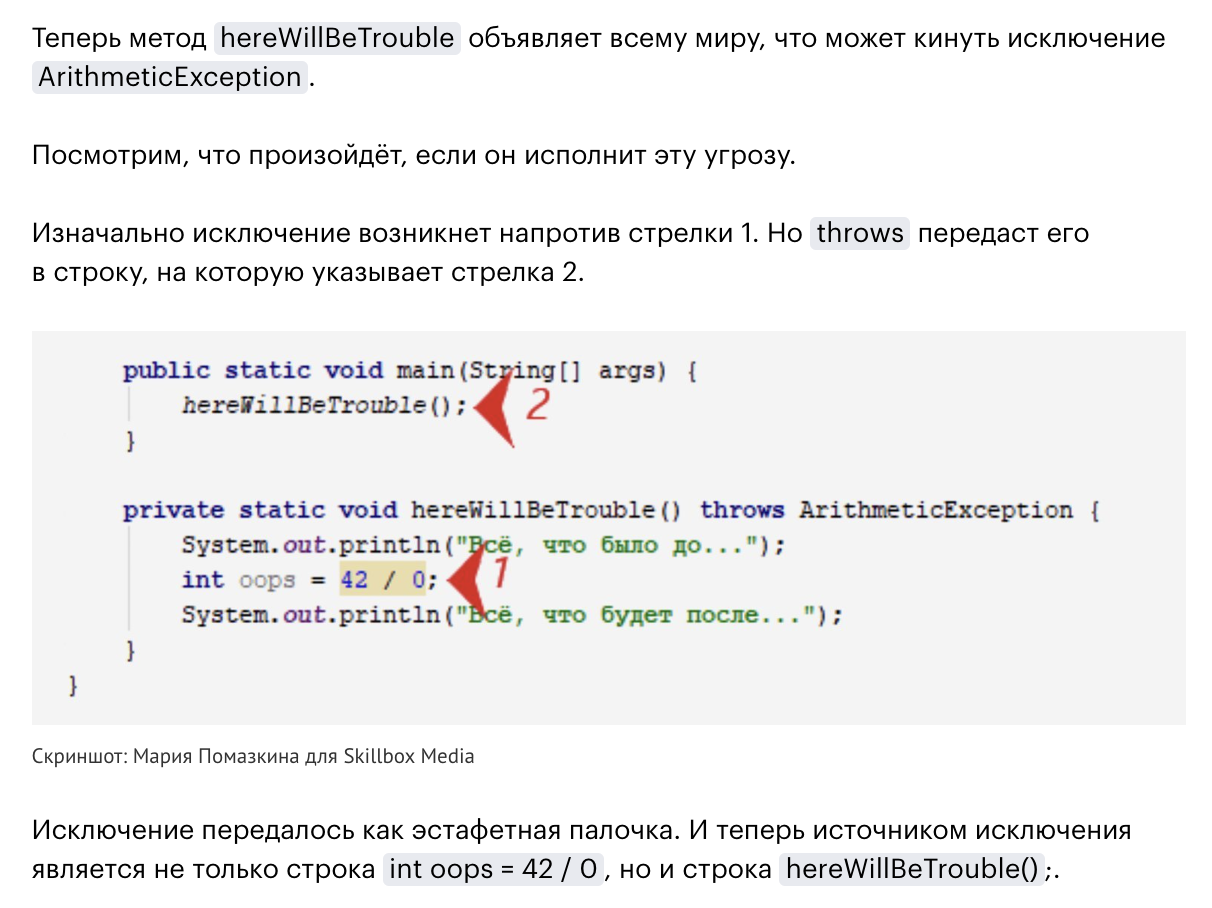 Теперь метод hereWillBeTrouble объявляет всему миру, что может кинуть исключение
ArithmeticException.
Посмотрим, что произойдёт, если он исполнит эту угрозу.
Изначально исключение возникнет напротив стрелки 1. Но throws передаст его
в строку, на которую указывает стрелка 2.
public static void main(String[] args) {
hereWillBeTrouble(); 2
}
private static void hereWillBeTrouble() throws ArithmeticException {
System.out.println("Всё, что было до...");
int oops = 42 / 0; 1
System.out.println("Всё, что будет после...");
}
}
Скриншот: Мария Помазкина для Skillbox Media
Исключение передалось как эстафетная палочка. И теперь источником исключения
является не только строка int oops = 42 / 0, но и строка hereWillBeTrouble();.